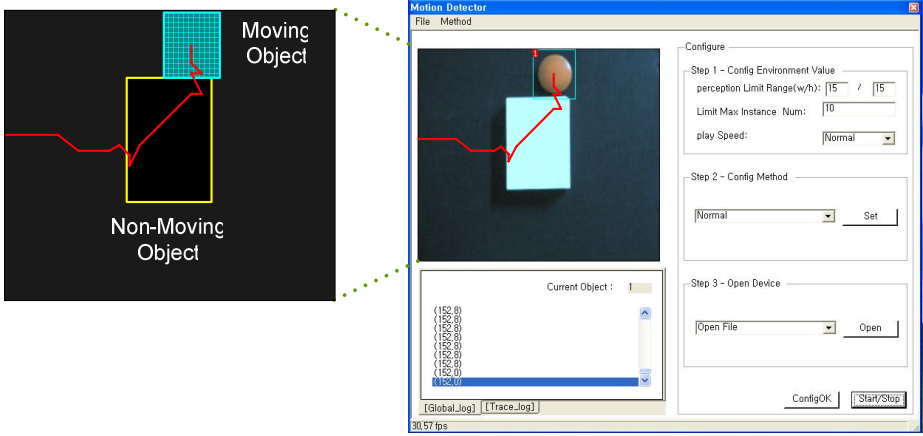 Moving
Object
Non-Moving
Object
Motion Detector
File Method
1
Configure
Step 1 - Config Environment Value
perception Limit Range(w/h): 15 / 15
Limit Max Instance Num: 10
play Speed: Normal
Step 2 - Config Method
Normal Set
Step 3 - Open Device
Open File Open
ConfigOK Start/Stop
Current Object : 1
(152,8)
(152,8)
(152,8)
(152,8)
(152,8)
(152,8)
(152,0)
(152,0)
[Global_log] [Trace_log]
30,57 fps